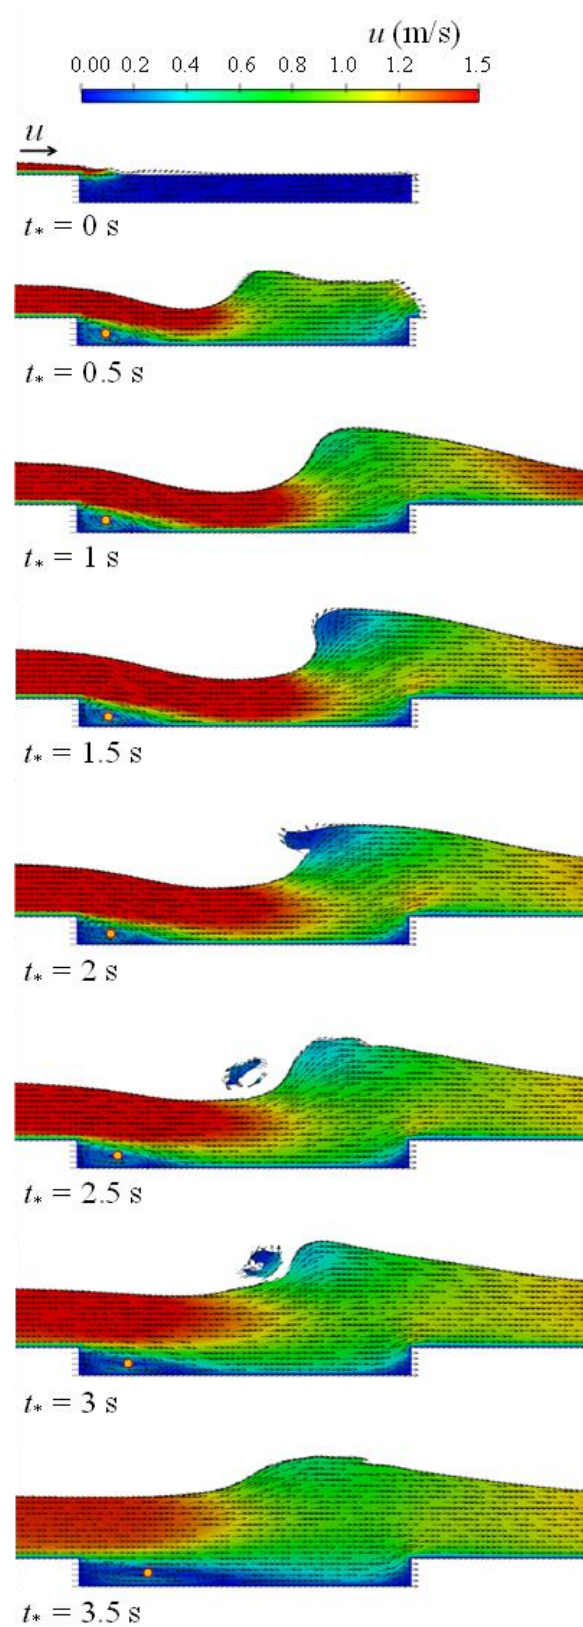 u (m/s)
0.00 0.2 0.4 0.6 0.8 1.0 1.2 1.5
u
t* = 0 s
t* = 0.5 s
t* = 1 s
t* = 1.5 s
t* = 2 s
t* = 2.5 s
t* = 3 s
t* = 3.5 s